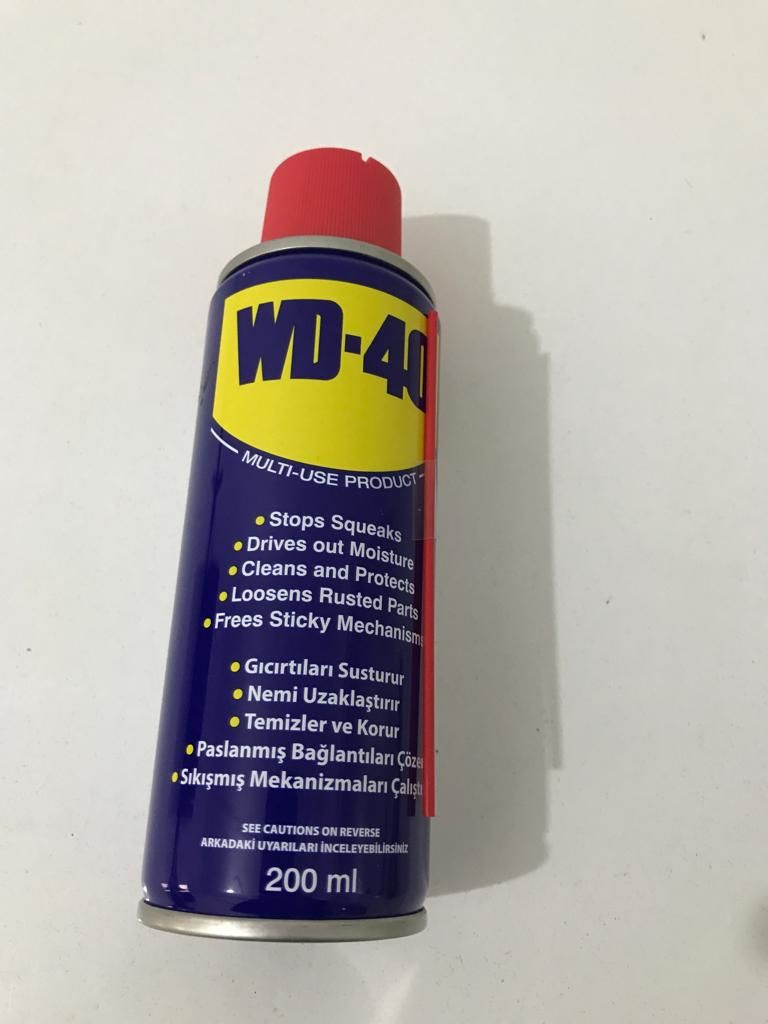 WD-40
MULTI-USE PRODUCT
• Stops Squeaks
• Drives out Moisture
• Cleans and Protects
• Loosens Rusted Parts
• Frees Sticky Mechanisms
• Gıcırtıları Susturur
• Nemi Uzaklaştırır
• Temizler ve Korur
• Paslanmış Bağlantıları Çözer
• Sıkışmış Mekanizmaları
SEE CAUTIONS ON REVERSE
ARKADAKİ UYARILARI İNCELEYEBİLİRSİNİZ
200 ml